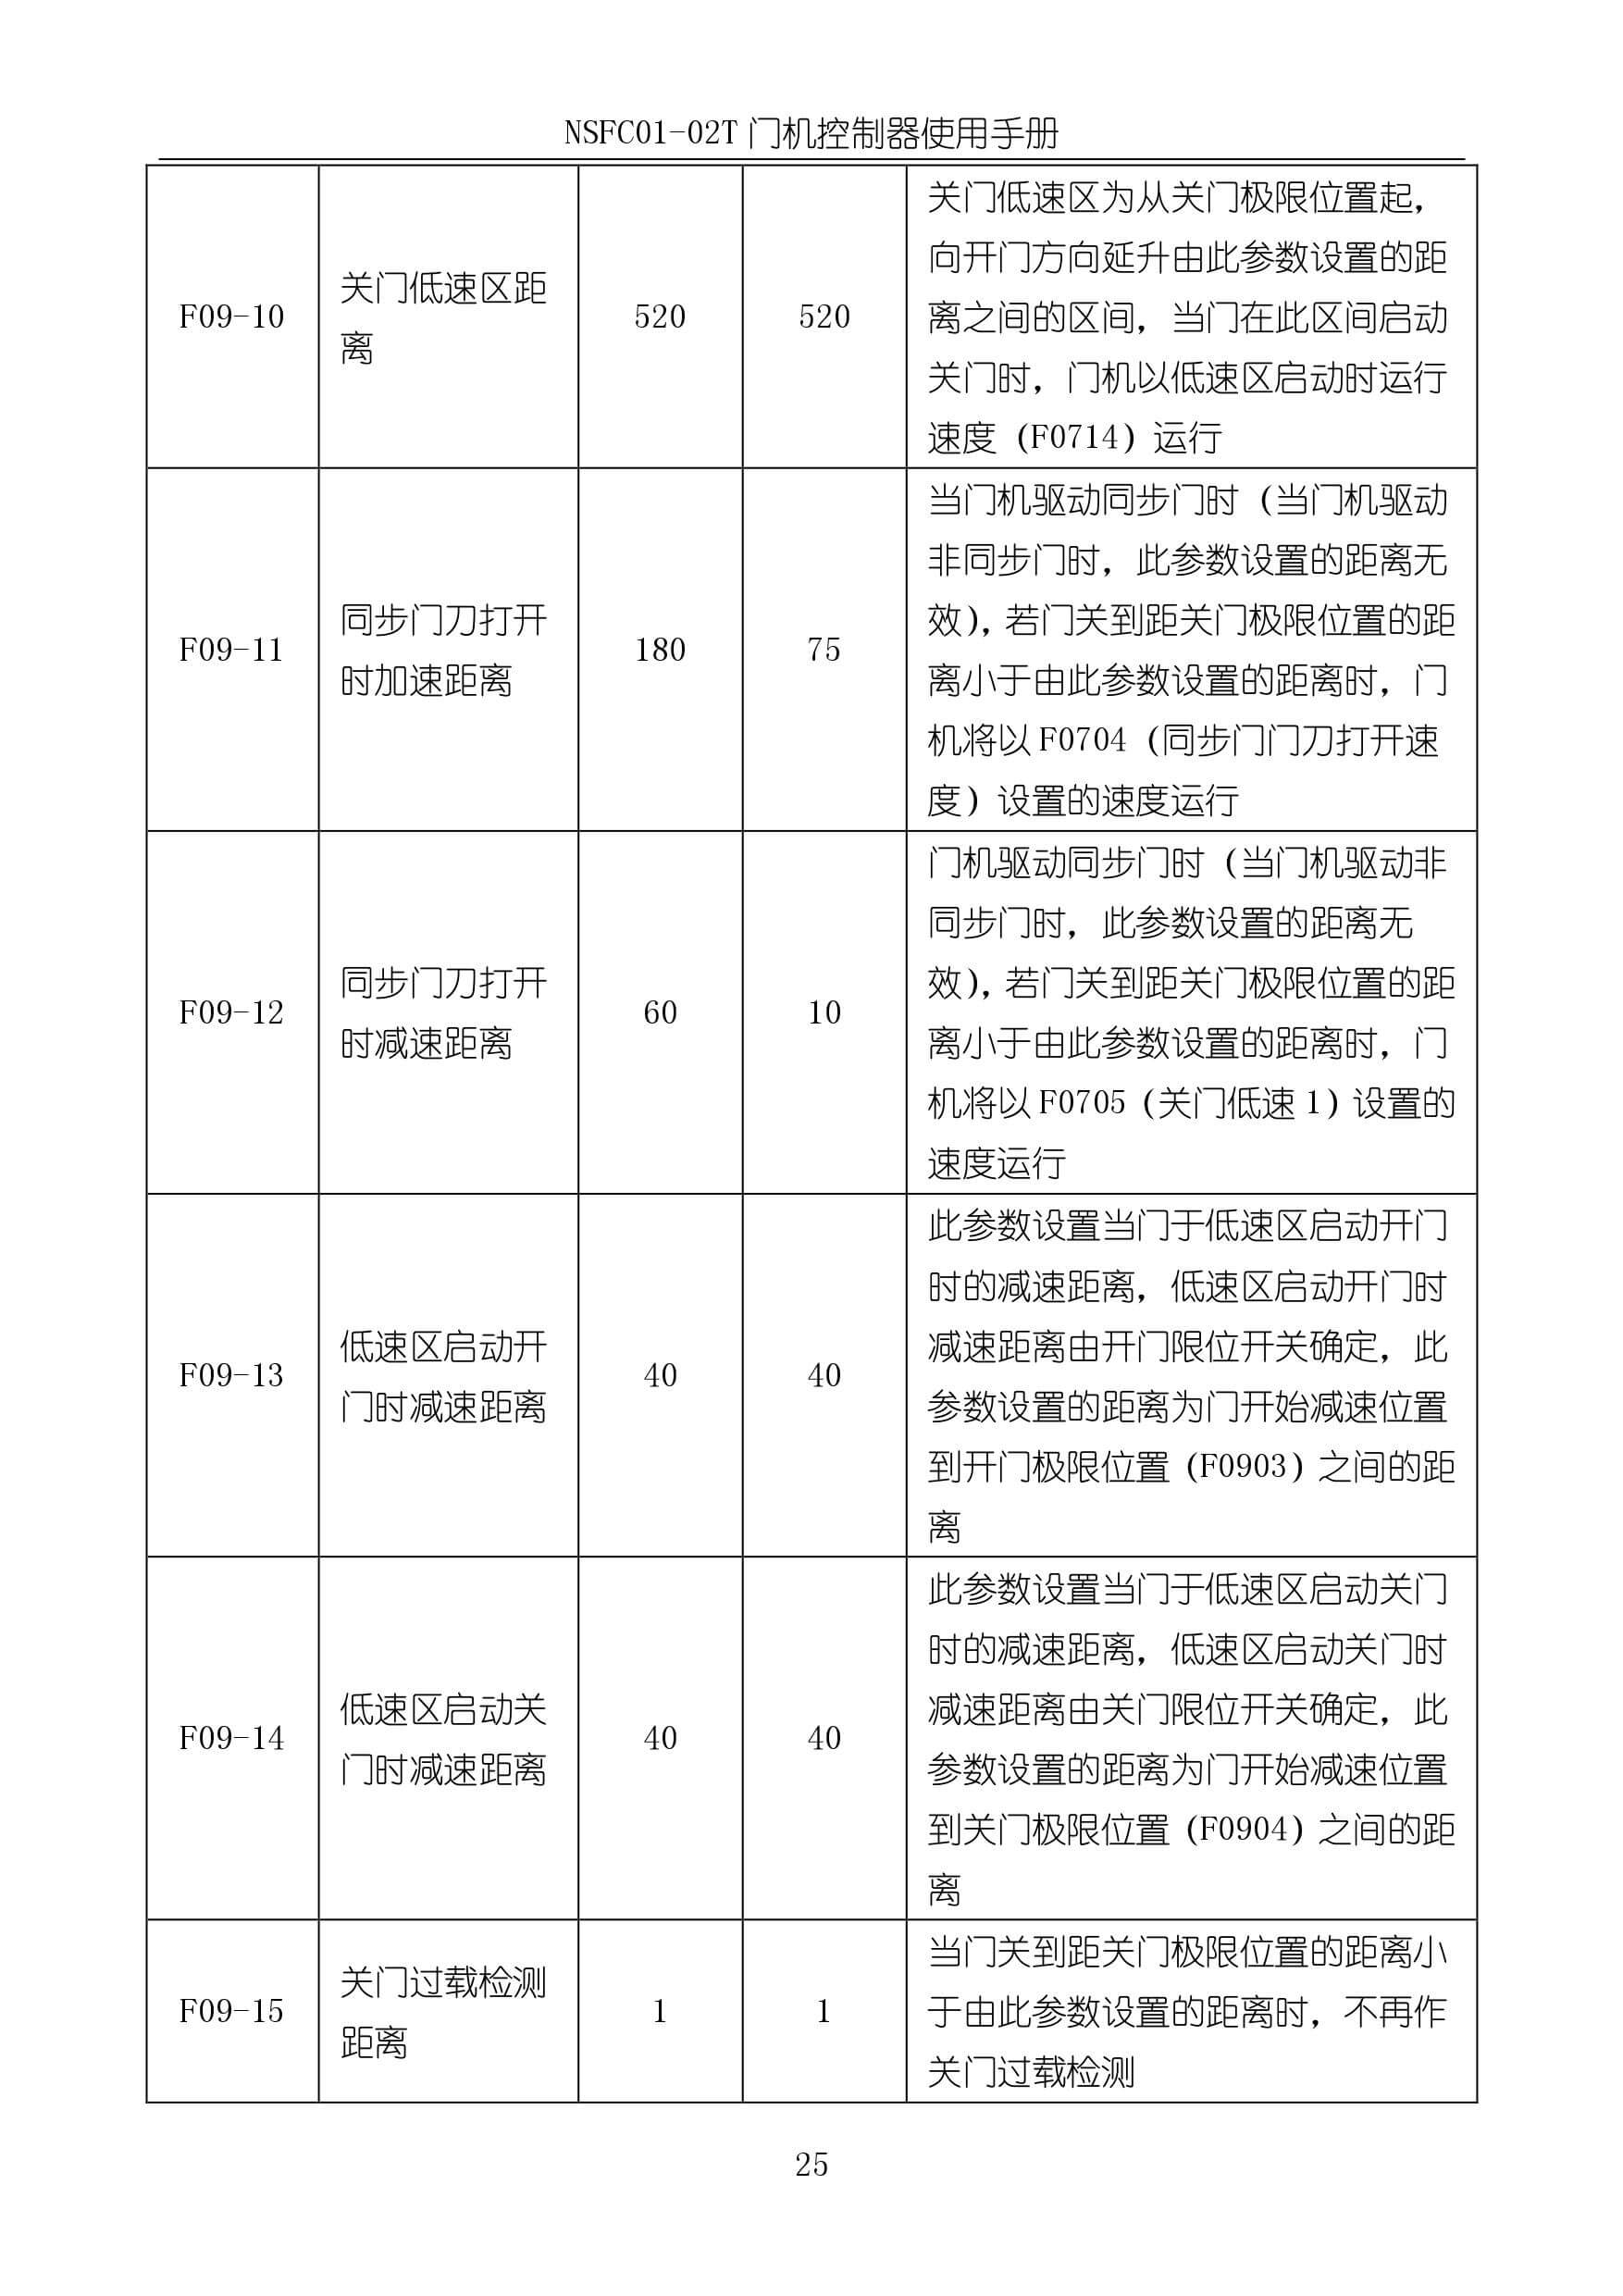 NSFC01-02T 门机控制器使用手册
F09-10
关门低速区距
离
520
520
关门低速区为从关门极限位置起，
向开门方向延升由此参数设置的距
离之间的区间，当门在此区间启动
关门时，门机以低速区启动时运行
速度（F0714）运行
F09-11
同步门刀打开
时加速距离
180
75
当门机驱动同步门时（当门机驱动
非同步门时，此参数设置的距离无
效），若门关到距关门极限位置的距
离小于由此参数设置的距离时，门
机将以 F0704（同步门门刀打开速
度）设置的速度运行
F09-12
同步门刀打开
时减速距离
60
10
门机驱动同步门时（当门机驱动非
同步门时，此参数设置的距离无
效），若门关到距关门极限位置的距
离小于由此参数设置的距离时，门
机将以 F0705（关门低速 1）设置的
速度运行
F09-13
低速区启动开
门时减速距离
40
40
此参数设置当门于低速区启动开门
时的减速距离，低速区启动开门时
减速距离由开门限位开关确定，此
参数设置的距离为门开始减速位置
到开门极限位置（F0903）之间的距
离
F09-14
低速区启动关
门时减速距离
40
40
此参数设置当门于低速区启动关门
时的减速距离，低速区启动关门时
减速距离由关门限位开关确定，此
参数设置的距离为门开始减速位置
到关门极限位置（F0904）之间的距
离
F09-15
关门过载检测
距离
1
1
当门关到距关门极限位置的距离小
于由此参数设置的距离时，不再作
关门过载检测
25